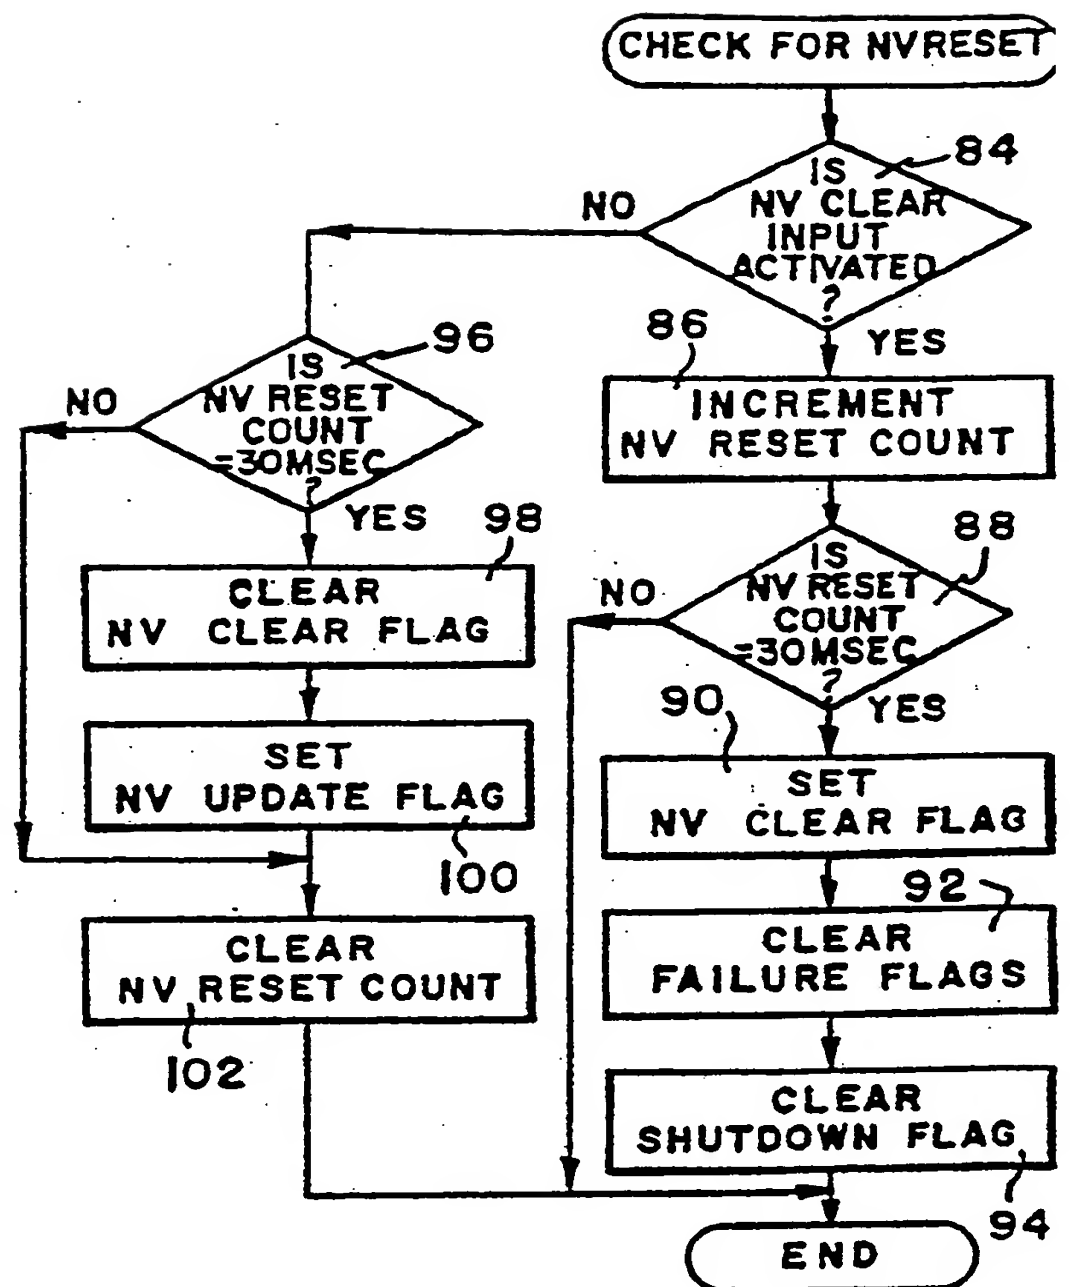 CHECK FOR NVRESET
84
IS
NV CLEAR
INPUT
ACTIVATED
?
NO
YES
86
INCREMENT
NV RESET COUNT
88
IS
NV RESET
COUNT
=30MSEC
?
NO
YES
90
SET
NV CLEAR FLAG
92
CLEAR
FAILURE FLAGS
CLEAR
SHUTDOWN FLAG
94
96
IS
NV RESET
COUNT
=30MSEC
?
NO
YES
98
CLEAR
NV CLEAR FLAG
SET
NV UPDATE FLAG
100
CLEAR
NV RESET COUNT
102
END